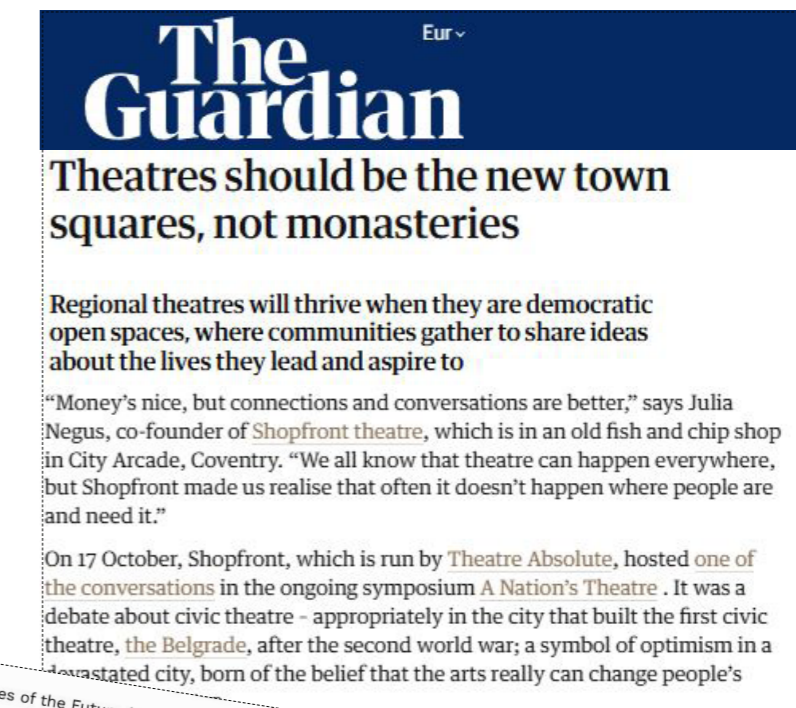 The
Guardian
Eur
Theatres should be the new town
squares, not monasteries
Regional theatres will thrive when they are democratic
open spaces, where communities gather to share ideas
about the lives they lead and aspire to
“Money’s nice, but connections and conversations are better,” says Julia
Negus, co-founder of Shopfront theatre, which is in an old fish and chip shop
in City Arcade, Coventry. “We all know that theatre can happen everywhere,
but Shopfront made us realise that often it doesn’t happen where people are
and need it.”
On 17 October, Shopfront, which is run by Theatre Absolute, hosted one of
the conversations in the ongoing symposium A Nation’s Theatre . It was a
debate about civic theatre - appropriately in the city that built the first civic
theatre, the Belgrade, after the second world war; a symbol of optimism in a
devastated city, born of the belief that the arts really can change people’s
of the